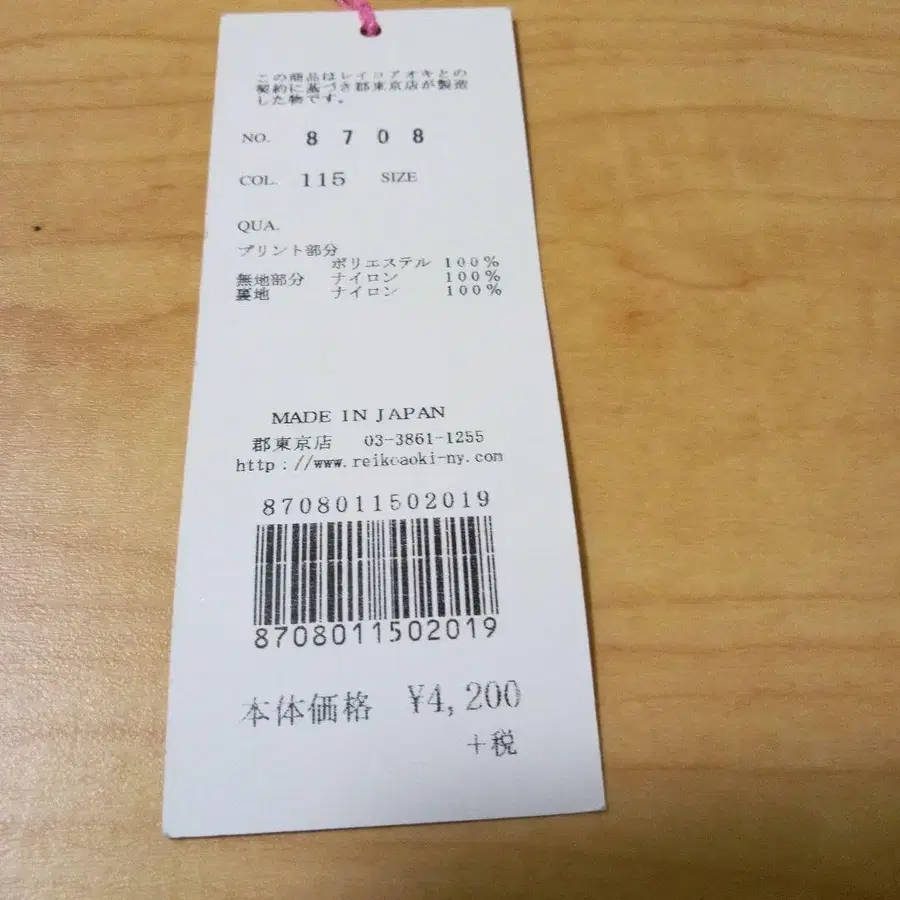 この商品はレイコアオキとの
契約に基づき郡東京店が製造
した物です。
NO. 8708
COL. 115 SIZE
QUA.
プリント部分
ポリエステル 100%
無地部分 ナイロン 100%
裏地 ナイロン 100%
MADE IN JAPAN
郡東京店 03-3861-1255
http://www.reikoaoki-ny.com
8708011502019
8708011502019
本体価格 ¥4,200
+税